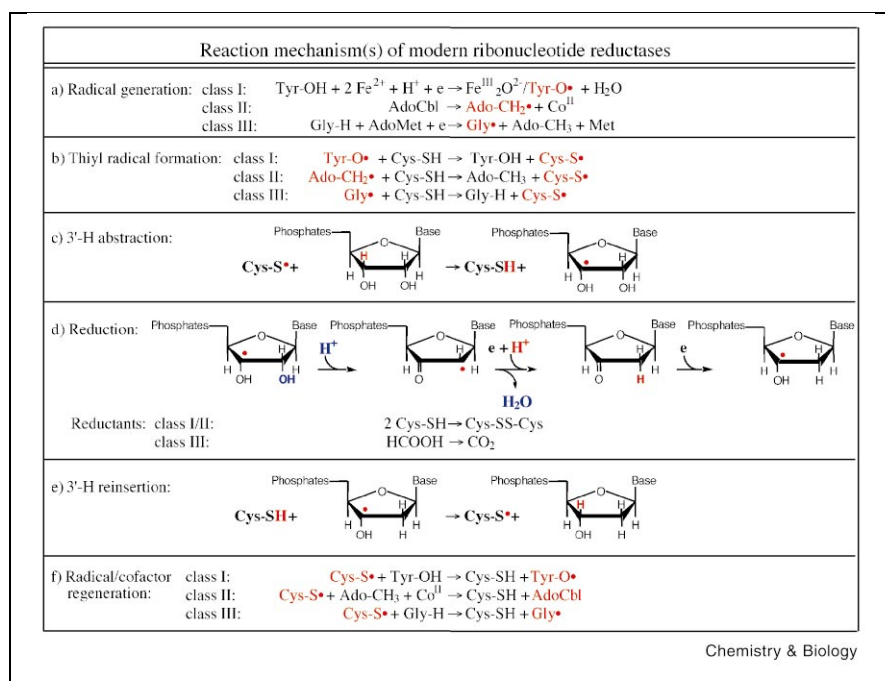 Reaction mechanism(s) of modern ribonucleotide reductases
a) Radical generation: class I: Tyr-OH + 2 Fe²⁺ + H⁺ + e → Feᴵᴵᴵ₂O²⁻/Tyr-O• + H₂O
class II: AdoCbl → Ado-CH₂• + Coᴵᴵ
class III: Gly-H + AdoMet + e → Gly• + Ado-CH₃ + Met
b) Thiyl radical formation: class I: Tyr-O• + Cys-SH → Tyr-OH + Cys-S•
class II: Ado-CH₂• + Cys-SH → Ado-CH₃ + Cys-S•
class III: Gly• + Cys-SH → Gly-H + Cys-S•
Phosphates Base Phosphates Base
c) 3'-H abstraction:
O O
H H H
Cys-S•+ → Cys-SH+ •
H H H H
OH OH OH OH
d) Reduction: Phosphates Base Phosphates Base Phosphates Base Phosphates Base
O O O O
H H⁺ H e + H⁺ H e H
H H H • H H H H H
OH OH O H₂O O H OH
Reductants: class I/II: 2 Cys-SH → Cys-SS-Cys
class III: HCOOH → CO₂
Phosphates Base Phosphates Base
e) 3'-H reinsertion:
O O
H H H
Cys-SH+ • → Cys-S•+
H H H H H H
OH OH
f) Radical/cofactor class I: Cys-S• + Tyr-OH → Cys-SH + Tyr-O•
regeneration: class II: Cys-S• + Ado-CH₃ + Coᴵᴵ → Cys-SH + AdoCbl
class III: Cys-S• + Gly-H → Cys-SH + Gly•
Chemistry & Biology